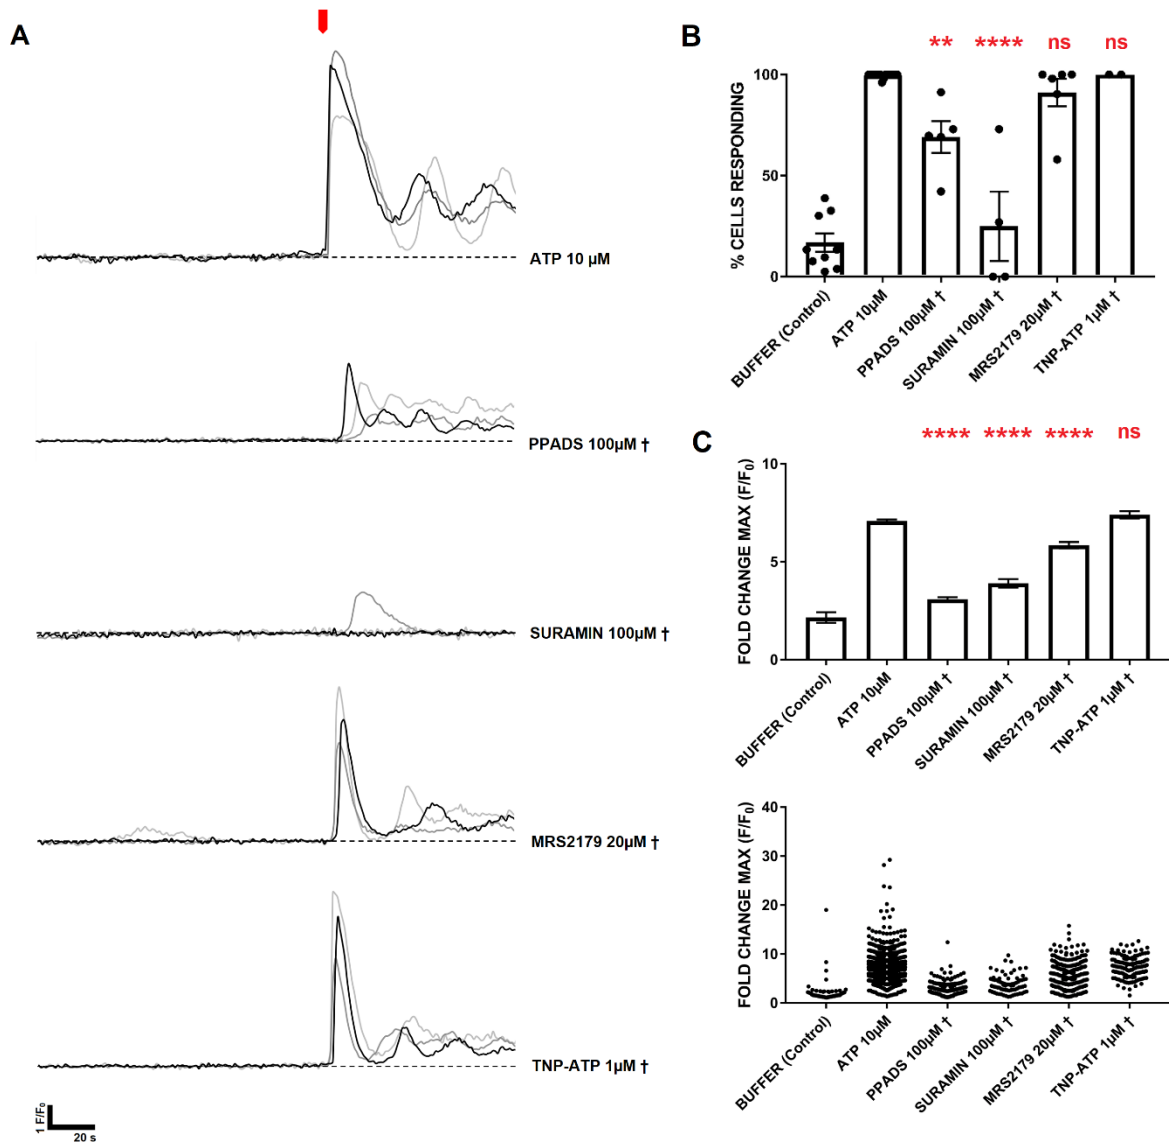 A
ATP 10 µM
PPADS 100µM †
SURAMIN 100µM †
MRS2179 20µM †
TNP-ATP 1µM †
1 F/F₀
20 s
B
** **** ns ns
% CELLS RESPONDING
100
50
0
BUFFER (Control)
ATP 10µM
PPADS 100µM †
SURAMIN 100µM †
MRS2179 20µM †
TNP-ATP 1µM †
C
**** **** **** ns
FOLD CHANGE MAX (F/F₀)
10
5
0
BUFFER (Control)
ATP 10µM
PPADS 100µM †
SURAMIN 100µM †
MRS2179 20µM †
TNP-ATP 1µM †
FOLD CHANGE MAX (F/F₀)
40
30
20
10
0
BUFFER (Control)
ATP 10µM
PPADS 100µM †
SURAMIN 100µM †
MRS2179 20µM †
TNP-ATP 1µM †